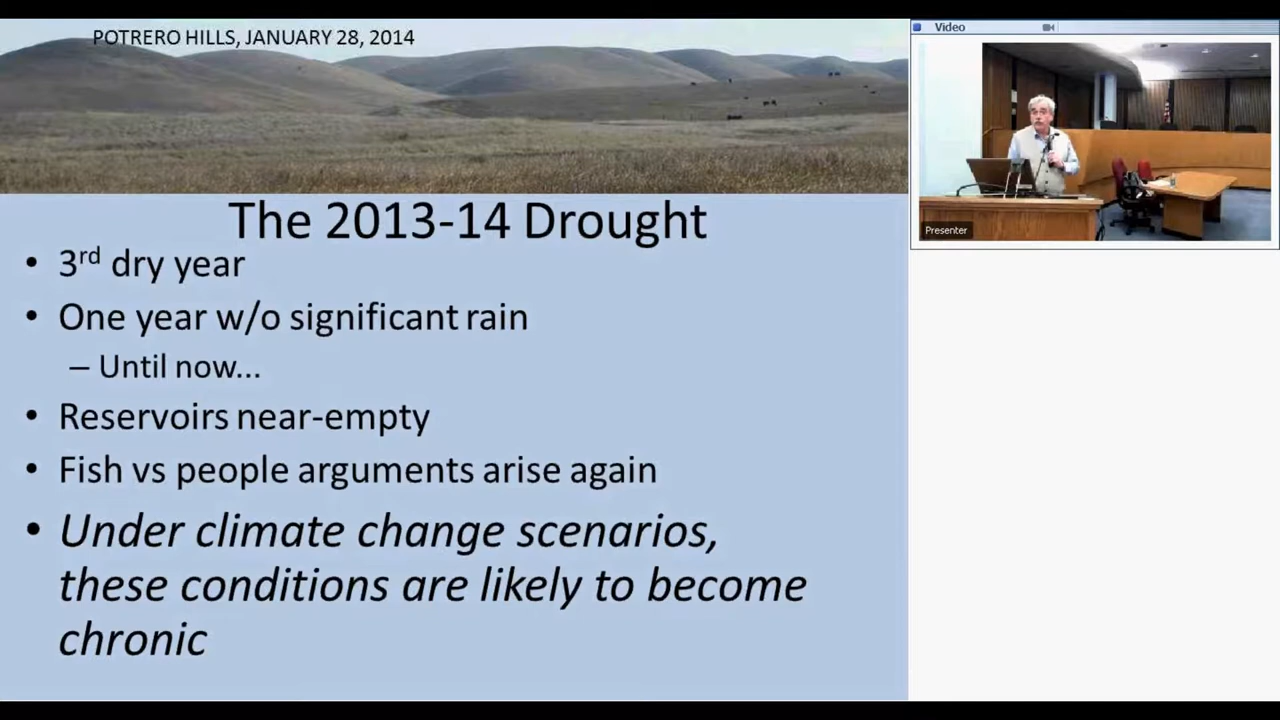 POTRERO HILLS, JANUARY 28, 2014
The 2013-14 Drought
• 3rd dry year
• One year w/o significant rain
– Until now...
• Reservoirs near-empty
• Fish vs people arguments arise again
• Under climate change scenarios,
these conditions are likely to become
chronic
Video
Presenter